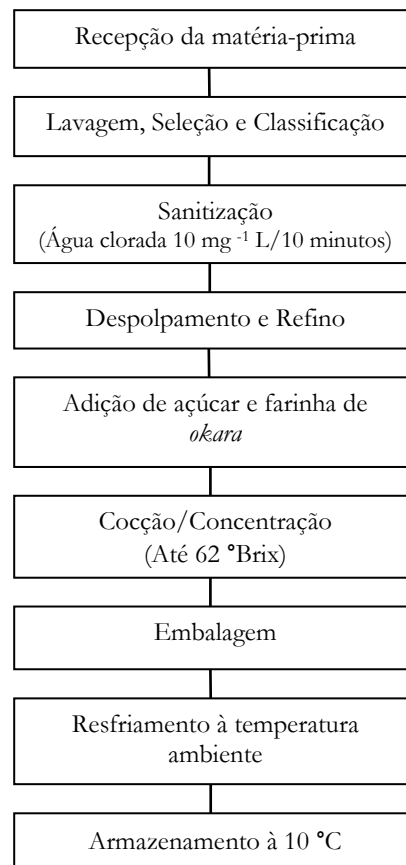 Recepção da matéria-prima
Lavagem, Seleção e Classificação
Sanitização
(Água clorada 10 mg ⁻¹ L/10 minutos)
Despolpamento e Refino
Adição de açúcar e farinha de
okara
Cocção/Concentração
(Até 62 °Brix)
Embalagem
Resfriamento à temperatura
ambiente
Armazenamento à 10 °C